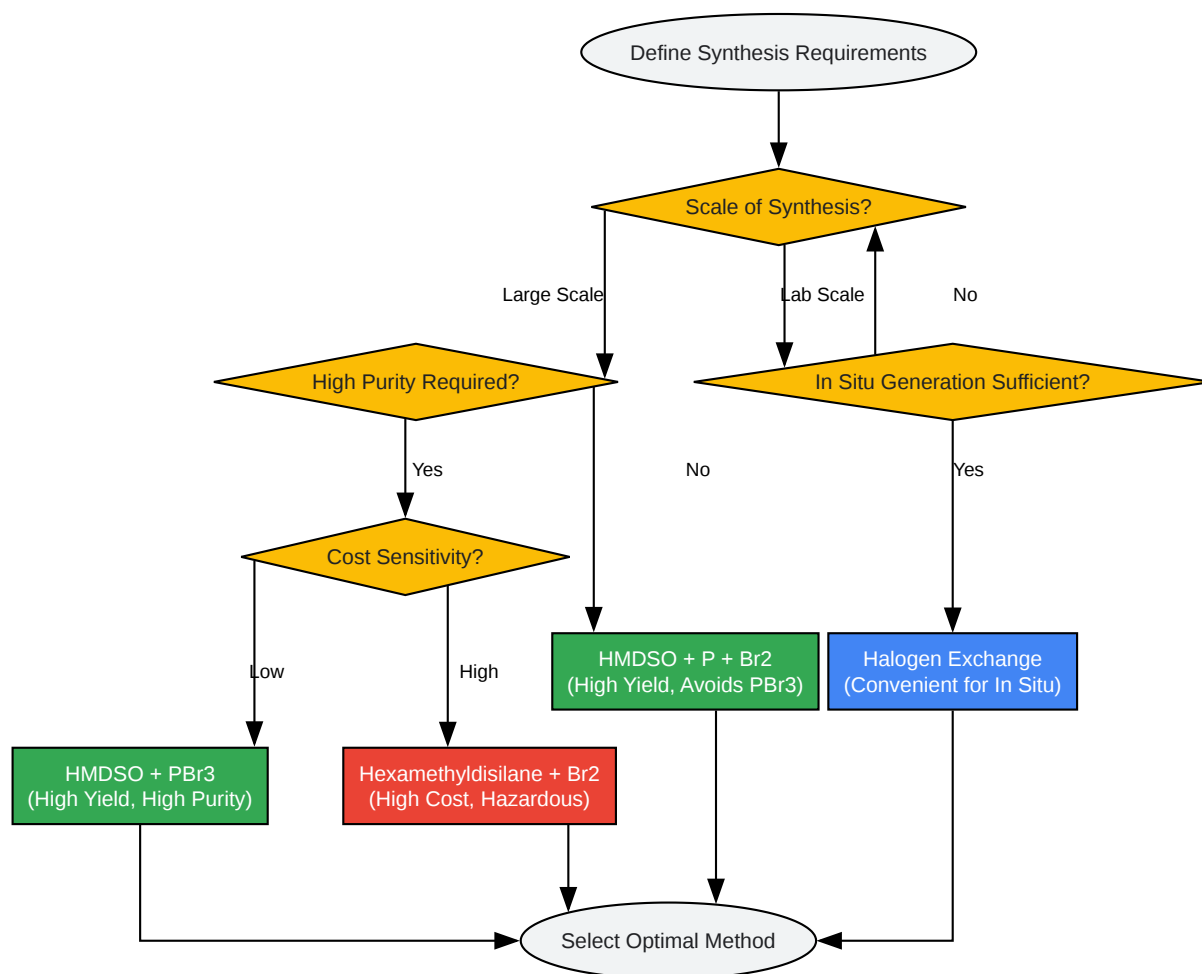 Define Synthesis Requirements
Scale of Synthesis?
Large Scale
Lab Scale
No
High Purity Required?
In Situ Generation Sufficient?
Yes
No
Yes
Cost Sensitivity?
HMDSO + P + Br2
(High Yield, Avoids PBr3)
Halogen Exchange
(Convenient for In Situ)
Low
High
HMDSO + PBr3
(High Yield, High Purity)
Hexamethyldisilane + Br2
(High Cost, Hazardous)
Select Optimal Method